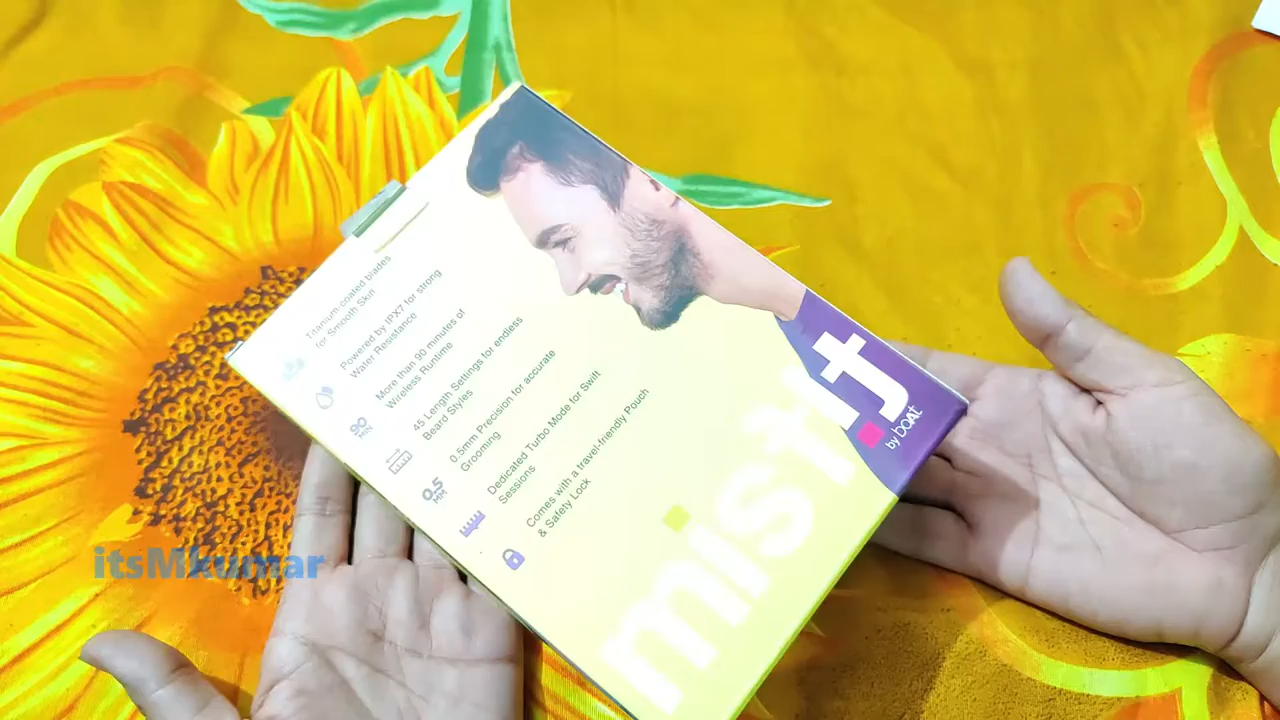 Titanium-coated blades
for Smooth Skin
Powered by IPX7 for strong
Water Resistance
90
MIN
More than 90 minutes of
Wireless Runtime
45 Length Settings for endless
Beard Styles
0.5
MM
0.5mm Precision for accurate
Grooming
Dedicated Turbo Mode for Swift
Sessions
Comes with a travel-friendly Pouch
& Safety Lock
misfit
by boAt
itsMkumar